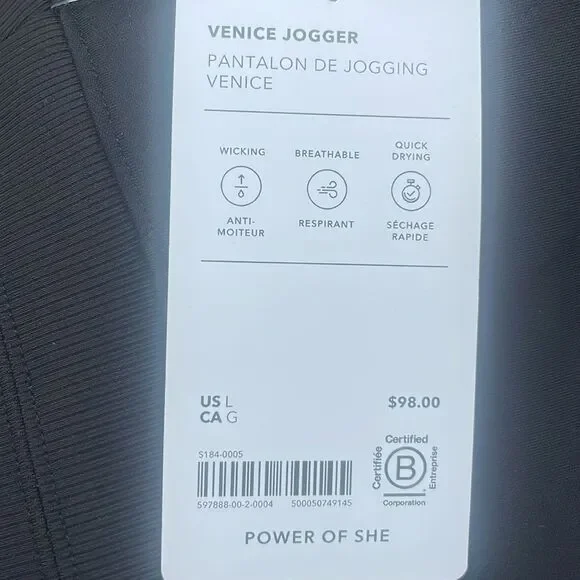 VENICE JOGGER
PANTALON DE JOGGING
VENICE
WICKING
ANTI-
MOITEUR
BREATHABLE
RESPIRANT
QUICK
DRYING
SÉCHAGE
RAPIDE
US L
CA G
$98.00
S184-0005
597888-00-2-0004 500050749145
Certified
Certifiée
B
Entreprise
Corporation
POWER OF SHE